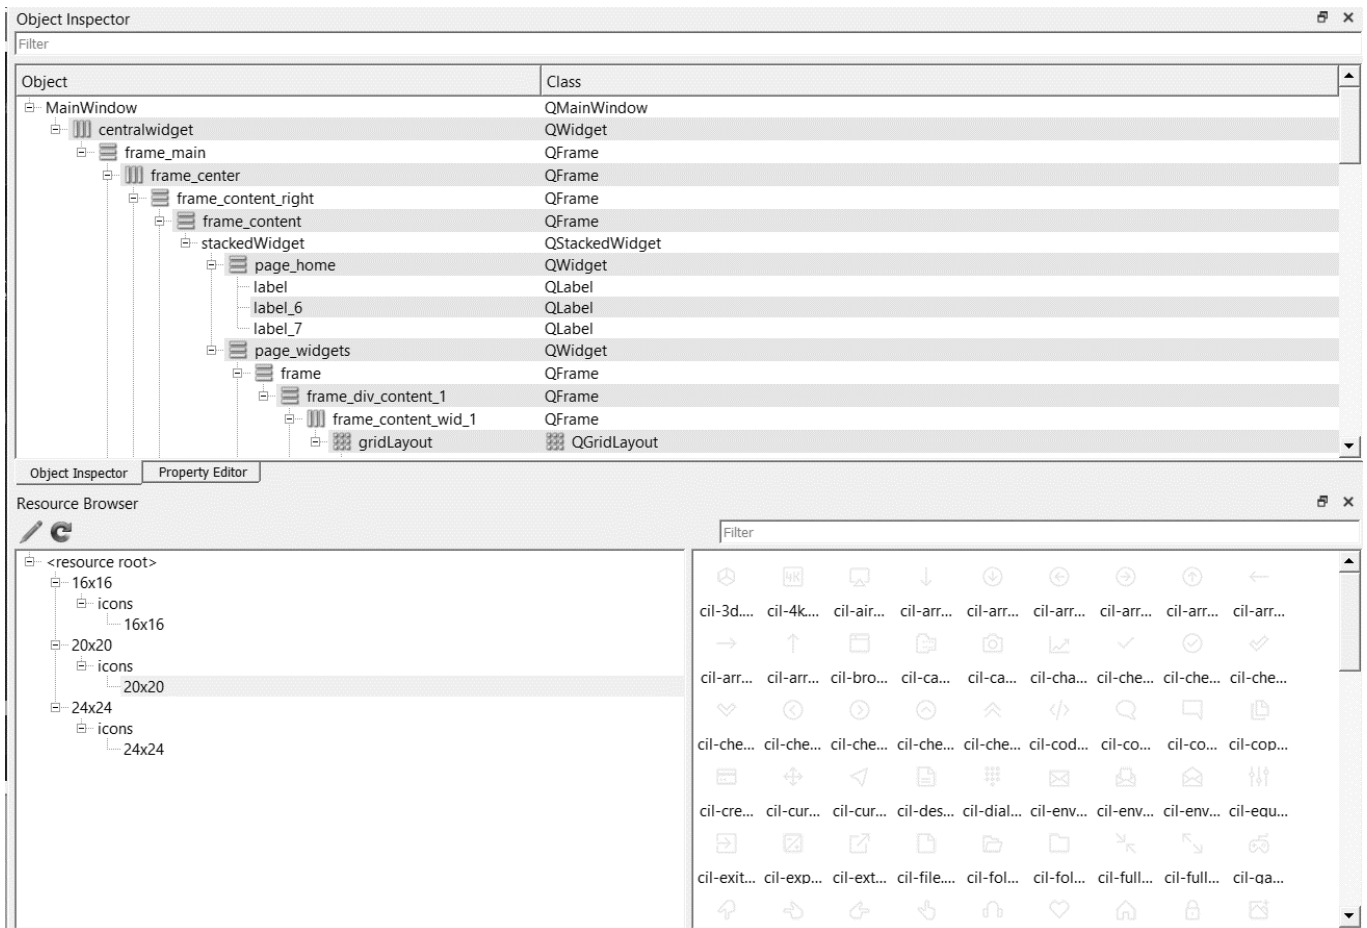 Object Inspector
Filter
Object Class
MainWindow QMainWindow
centralwidget QWidget
frame_main QFrame
frame_center QFrame
frame_content_right QFrame
frame_content QFrame
stackedWidget QStackedWidget
page_home QWidget
label QLabel
label_6 QLabel
label_7 QLabel
page_widgets QWidget
frame QFrame
frame_div_content_1 QFrame
frame_content_wid_1 QFrame
gridLayout QGridLayout
Object Inspector Property Editor
Resource Browser
Filter
<resource root>
16x16
icons
16x16
20x20
icons
20x20
24x24
icons
24x24
4K
cil-3d.... cil-4k.... cil-air... cil-arr... cil-arr... cil-arr... cil-arr... cil-arr... cil-arr...
cil-arr... cil-arr... cil-bro... cil-ca... cil-ca... cil-cha... cil-che... cil-che... cil-che...
cil-che... cil-che... cil-che... cil-che... cil-che... cil-cod... cil-co... cil-co... cil-cop...
cil-cre... cil-cur... cil-cur... cil-des... cil-dial... cil-env... cil-env... cil-env... cil-equ...
cil-exit... cil-exp... cil-ext... cil-file.... cil-fol... cil-fol... cil-full... cil-full... cil-ga...